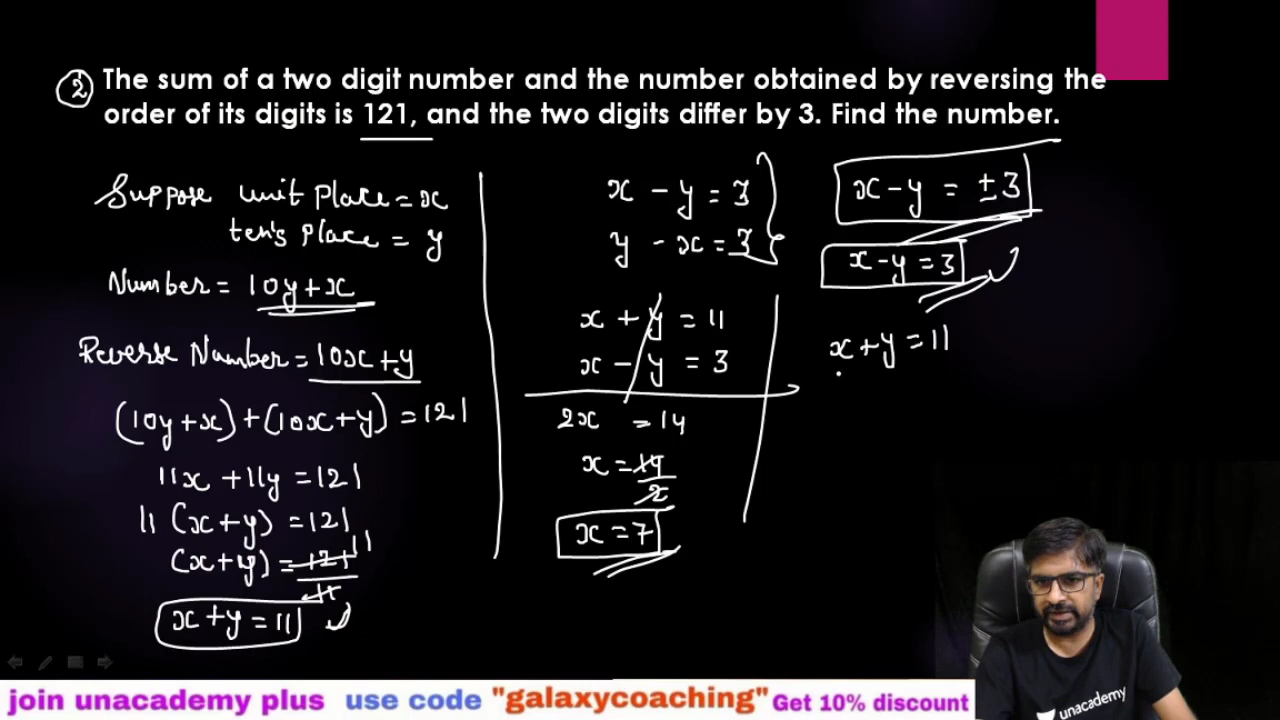 2 The sum of a two digit number and the number obtained by reversing the
order of its digits is 121, and the two digits differ by 3. Find the number.
Suppose unit place = x
ten's place = y
Number = 10y+x
Reverse Number = 10x+y
(10y+x)+(10x+y) = 121
11x + 11y = 121
11 (x+y) = 121
(x+y) = 121 11
11
x+y = 11
x - y = 3
y - x = 3
x + y = 11
x - y = 3
2x = 14
x = 14
2
x = 7
x - y = ± 3
x - y = 3
x + y = 11
unacademy
join unacademy plus use code "galaxycoaching" Get 10% discount